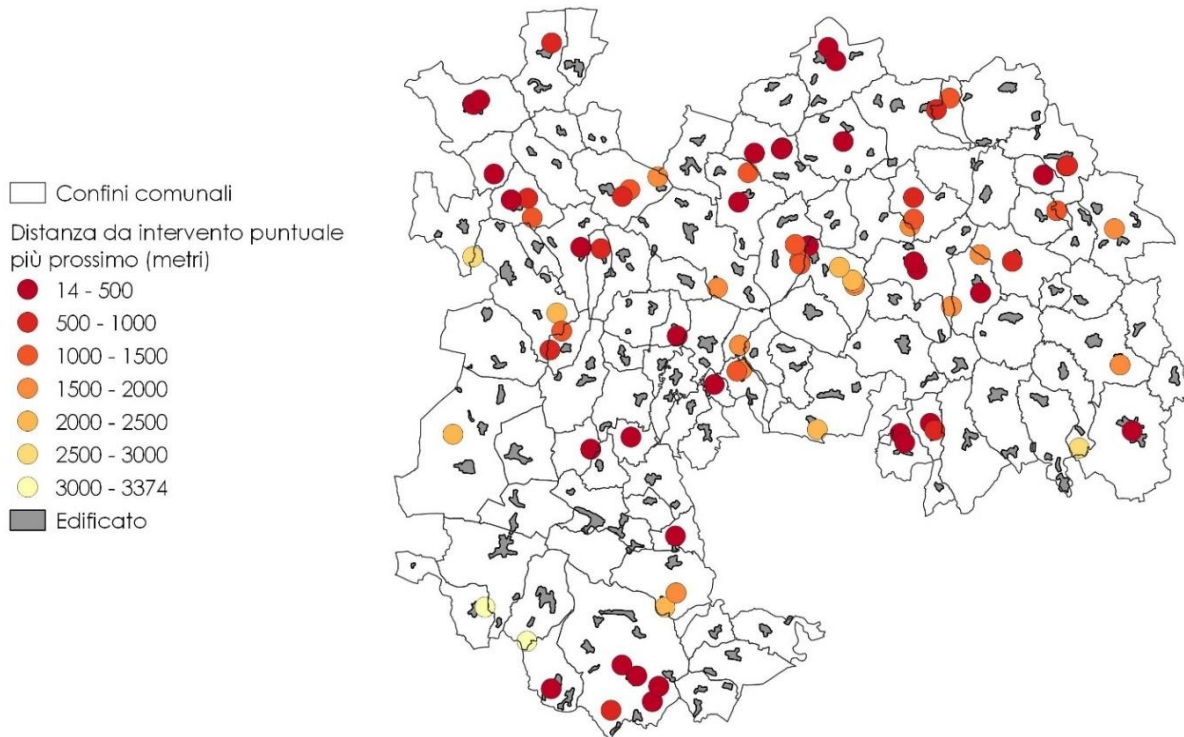 Confini comunali
Distanza da intervento puntuale
più prossimo (metri)
14 - 500
500 - 1000
1000 - 1500
1500 - 2000
2000 - 2500
2500 - 3000
3000 - 3374
Edificato